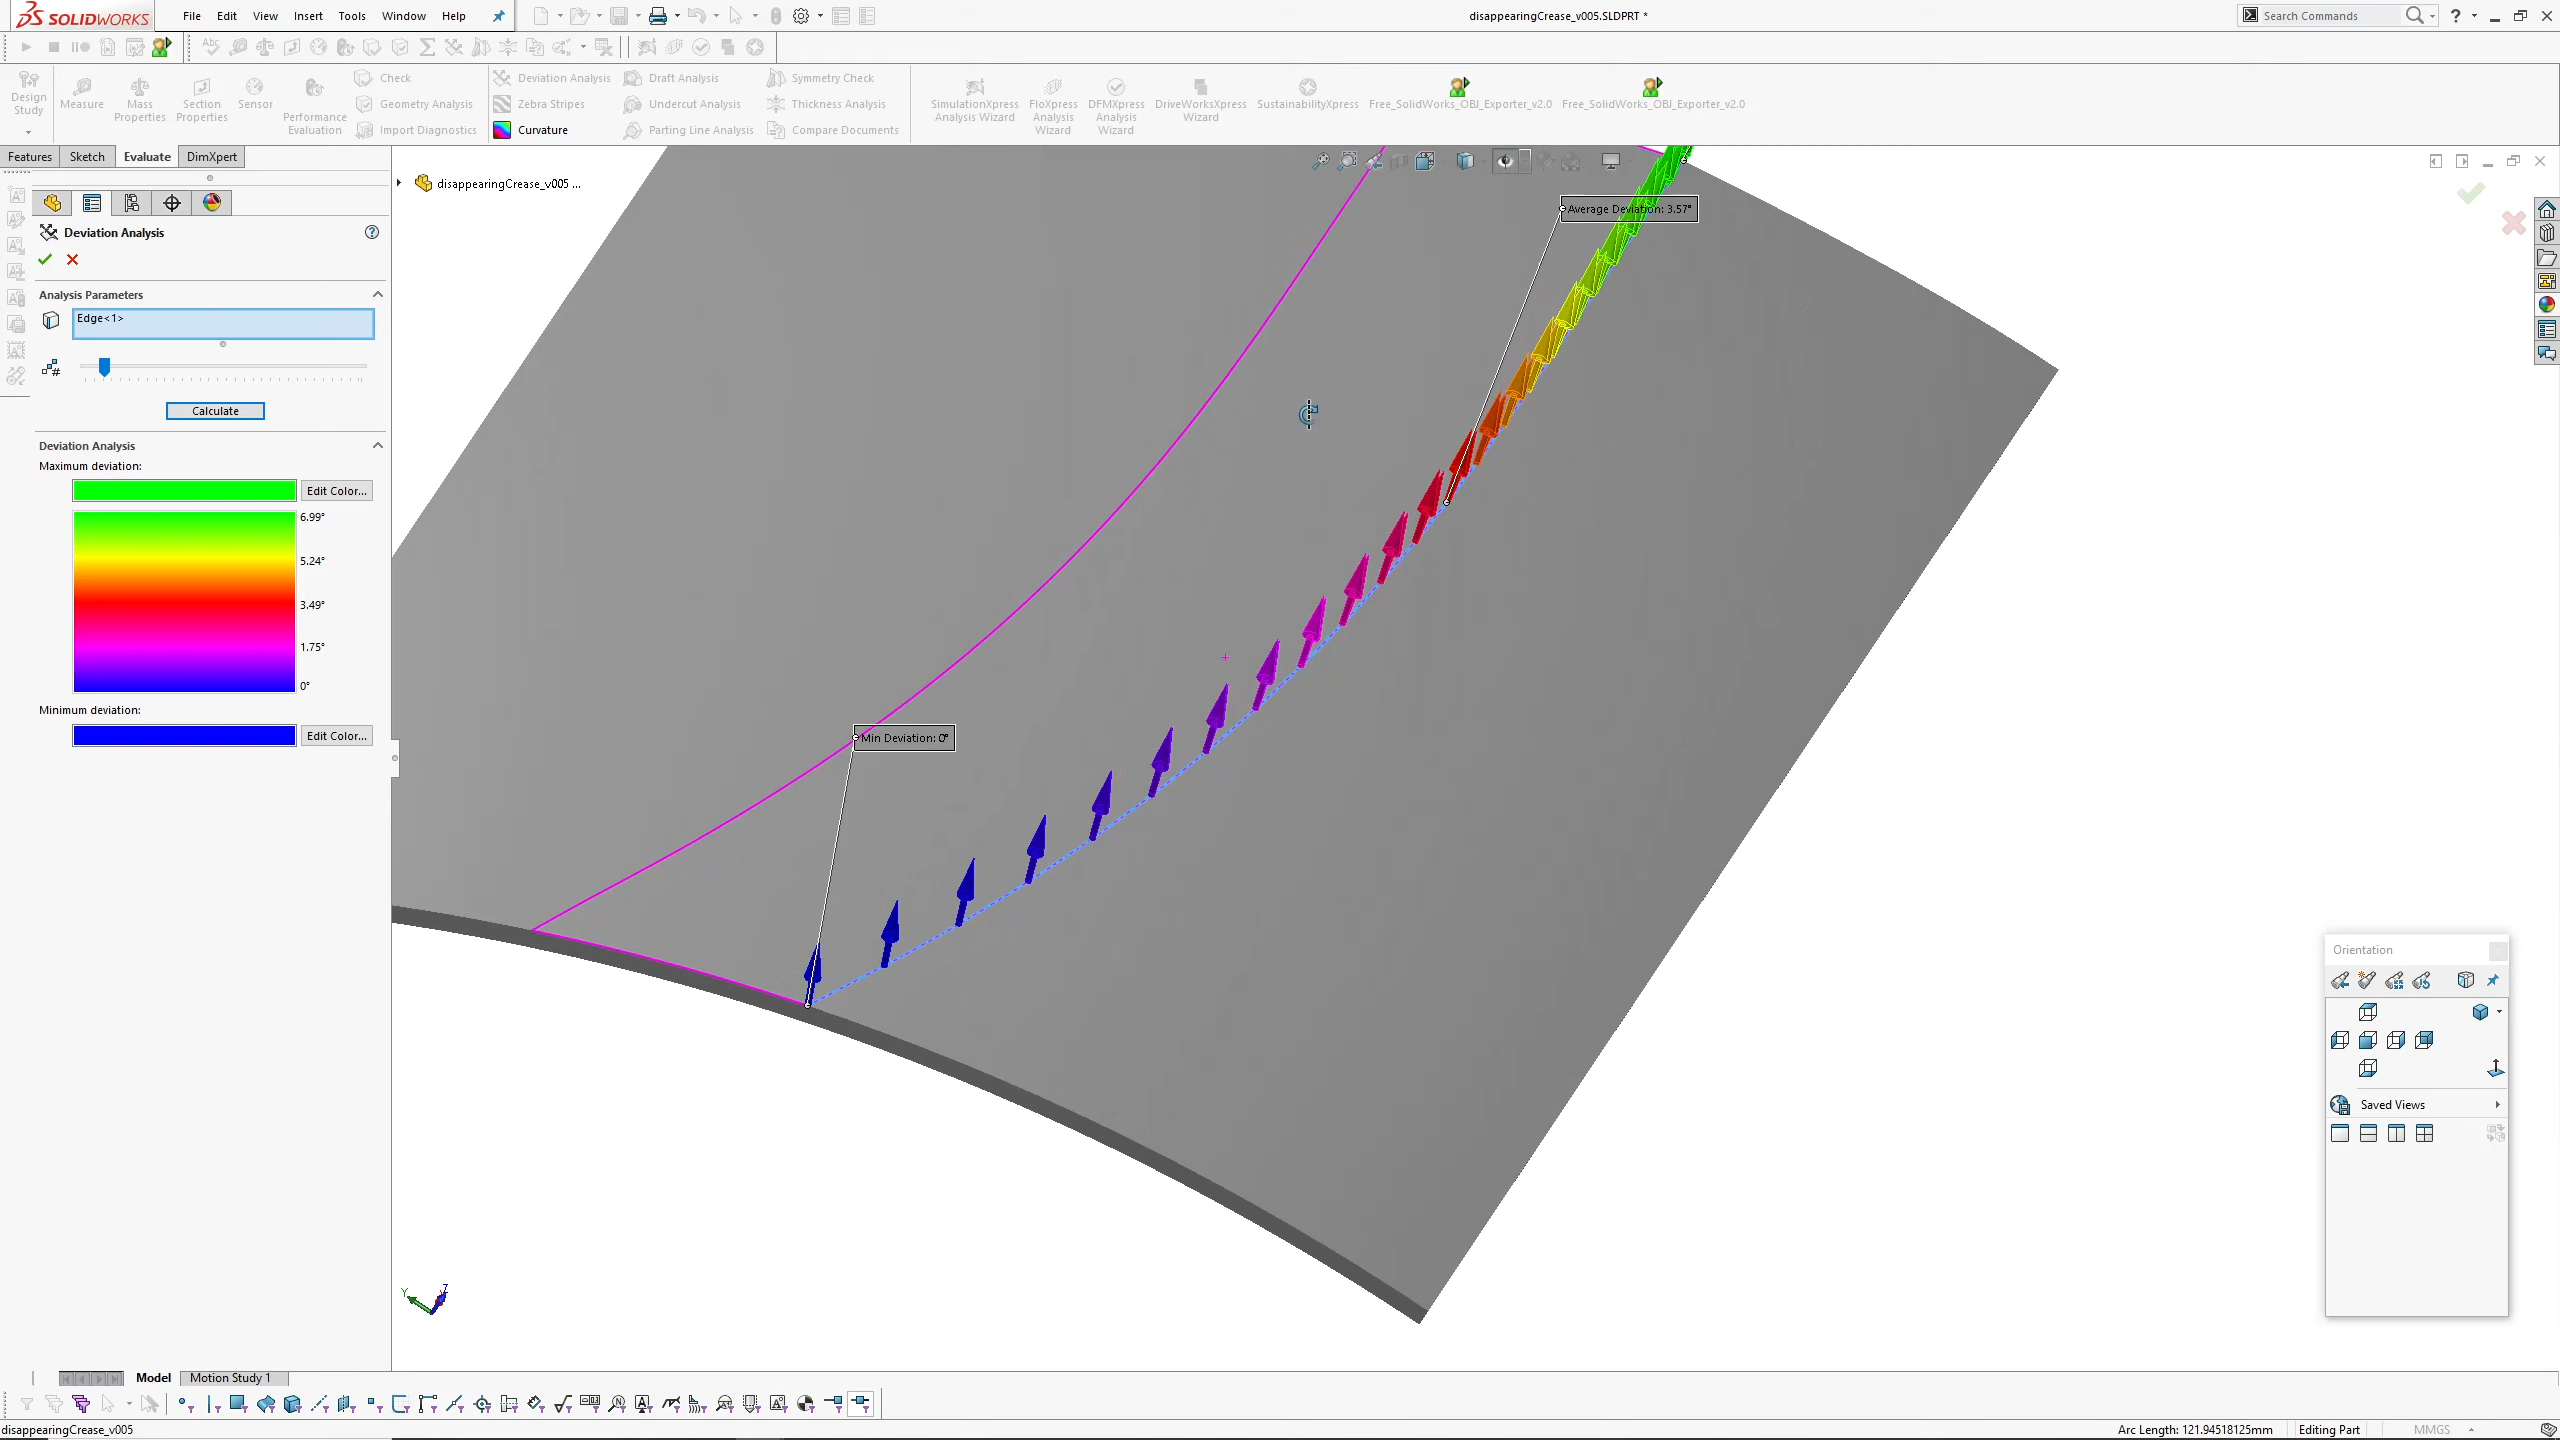 SOLIDWORKS
File Edit View Insert Tools Window Help
disappearingCrease_v005.SLDPRT *
Search Commands
Design Study
Measure
Mass Properties
Section Properties
Sensor
Performance Evaluation
Check
Geometry Analysis
Import Diagnostics
Deviation Analysis
Zebra Stripes
Curvature
Draft Analysis
Undercut Analysis
Parting Line Analysis
Symmetry Check
Thickness Analysis
Compare Documents
SimulationXpress Analysis Wizard
FloXpress Analysis Wizard
DFMXpress Analysis Wizard
DriveWorksXpress Wizard
SustainabilityXpress
Free_SolidWorks_OBJ_Exporter_v2.0
Free_SolidWorks_OBJ_Exporter_v2.0
Features Sketch Evaluate DimXpert
disappearingCrease_v005 ...
Deviation Analysis
Analysis Parameters
Edge<1>
Calculate
Deviation Analysis
Maximum deviation:
Edit Color...
6.99°
5.24°
3.49°
1.75°
0°
Minimum deviation:
Edit Color...
Average Deviation: 3.57°
Min Deviation: 0°
Orientation
Saved Views
Y
Z
Model Motion Study 1
disappearingCrease_v005
Arc Length: 121.94518125mm Editing Part MMGS